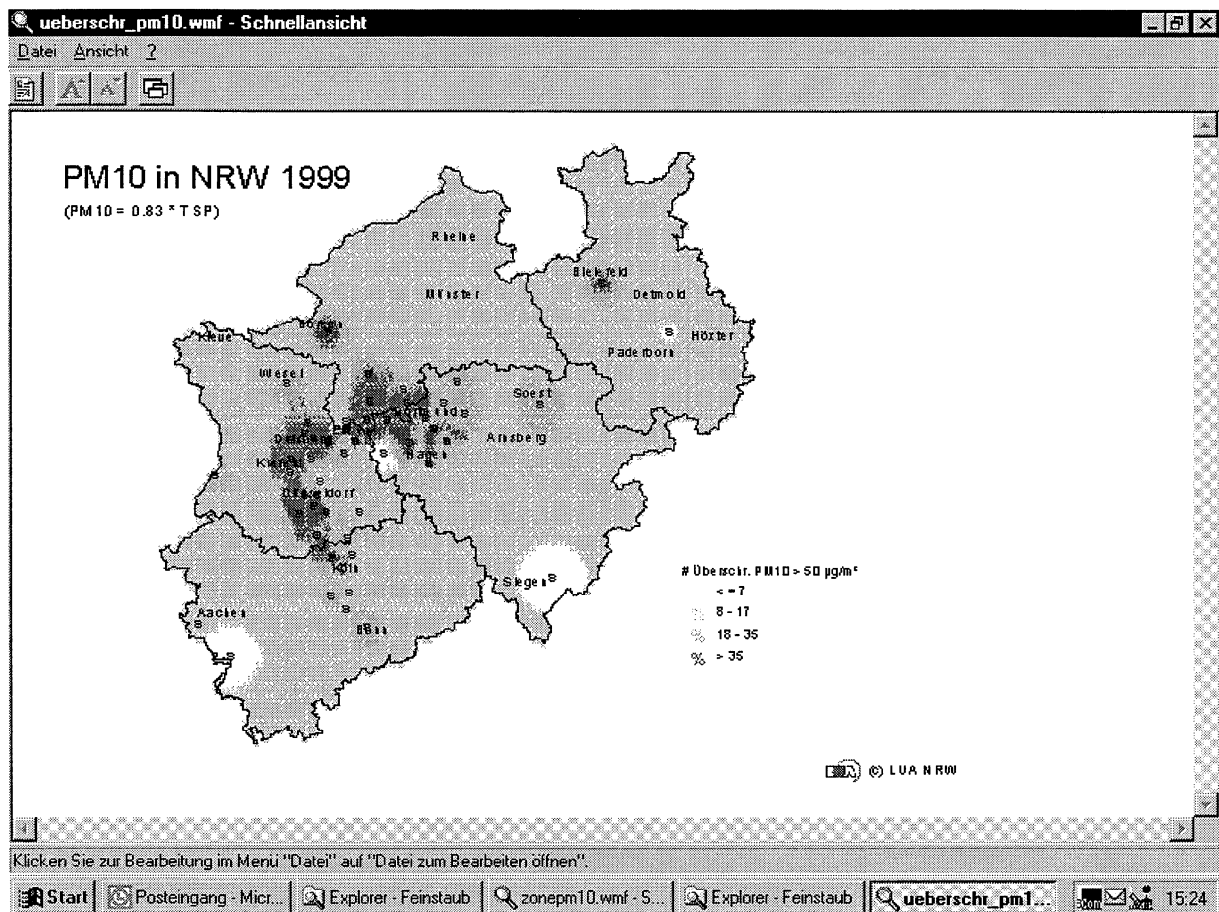 ueberschr_pm10.wmf - Schnellansicht
Datei Ansicht ?
PM10 in NRW 1999
(PM10 = 0.83 * TSP)
Rheine
Bielefeld
Münster
Detmold
Kleve
Höxter
Paderborn
Wesel
Soest
Dortmund
Arnsberg
Duisburg
Hagen
Düsseldorf
Köln
Siegen
Aachen
Bonn
# Überschr. PM10 > 50 µg/m³
< = 7
8 - 17
18 - 35
> 35
(c) LUA NRW
Klicken Sie zur Bearbeitung im Menü "Datei" auf "Datei zum Bearbeiten öffnen".
Start Posteingang - Micr... Explorer - Feinstaub zonepm10.wmf - S... Explorer - Feinstaub ueberschr_pm1... 15:24